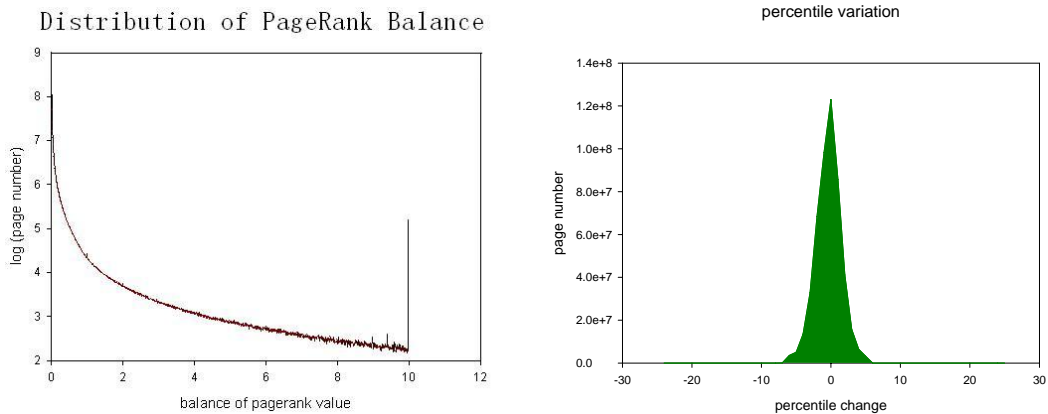 Distribution of PageRank Balance
9
8
7
6
5
4
3
2
0
2
4
6
8
10
12
log (page number)
balance of pagerank value
percentile variation
1.4e+8
1.2e+8
1.0e+8
8.0e+7
6.0e+7
4.0e+7
2.0e+7
0.0
-30
-20
-10
0
10
20
30
page number
percentile change